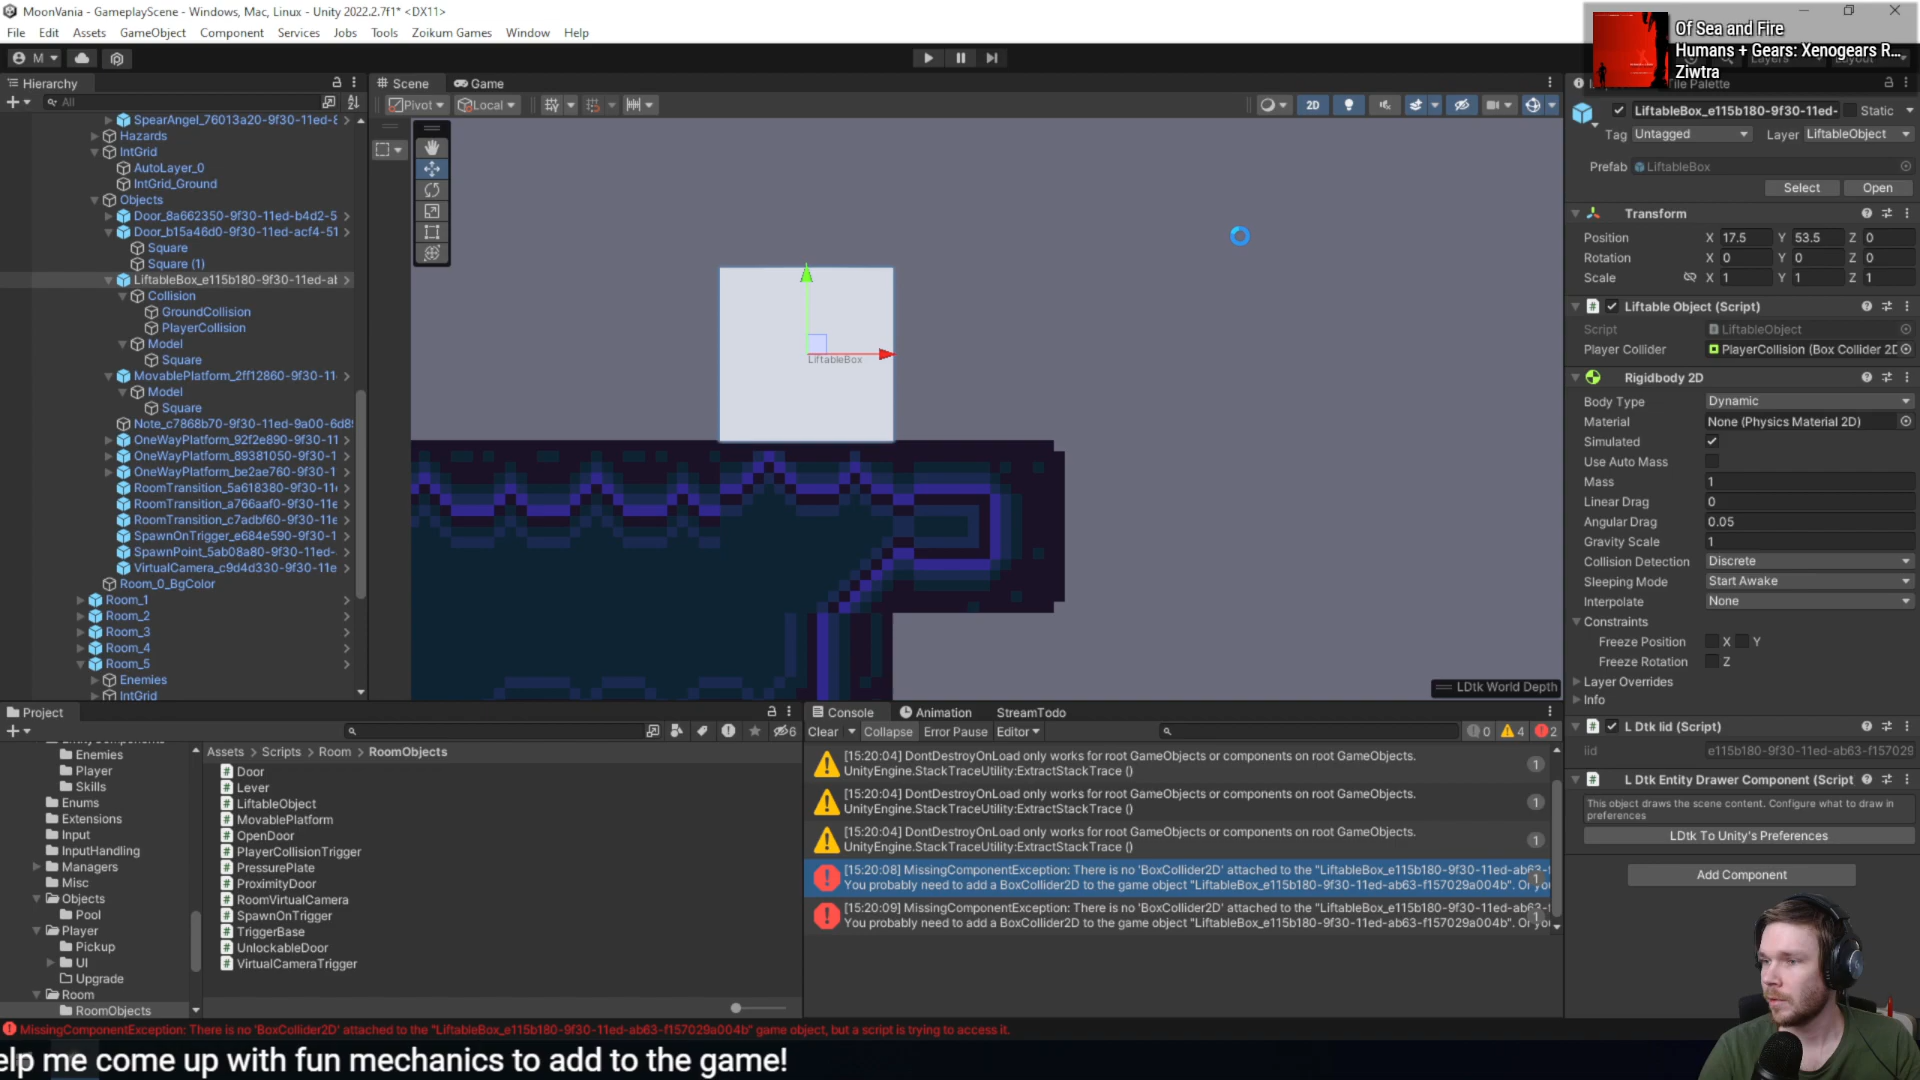 MoonVania - GameplayScene - Windows, Mac, Linux - Unity 2022.2.7f1* <DX11>
File Edit Assets GameObject Component Services Jobs Tools Zoikum Games Window Help
Of Sea and Fire
Humans + Gears: Xenogears R...
Ziwtra
M
Layers
Hierarchy
All
SpearAngel_76013a20-9f30-11ed-8
Hazards
IntGrid
AutoLayer_0
IntGrid_Ground
Objects
Door_8a662350-9f30-11ed-b4d2-5
Door_b15a46d0-9f30-11ed-acf4-51
Square
Square (1)
LiftableBox_e115b180-9f30-11ed-ab
Collision
GroundCollision
PlayerCollision
Model
Square
MovablePlatform_2ff12860-9f30-11
Model
Square
Note_c7868b70-9f30-11ed-9a00-6d8
OneWayPlatform_92f2e890-9f30-11
OneWayPlatform_89381050-9f30-11
OneWayPlatform_be2ae760-9f30-1
RoomTransition_5a618380-9f30-11
RoomTransition_a766aaf0-9f30-11e
RoomTransition_c7adbf60-9f30-11e
SpawnOnTrigger_e684e590-9f30-1
SpawnPoint_5ab08a80-9f30-11ed-
VirtualCamera_c9d4d330-9f30-11e
Room_0_BgColor
Room_1
Room_2
Room_3
Room_4
Room_5
Enemies
IntGrid
Scene Game
Pivot Local 2D
LiftableBox
LDtk World Depth
Tile Palette
LiftableBox_e115b180-9f30-11ed- Static
Tag Untagged Layer LiftableObject
Prefab LiftableBox
Select Open
Transform
Position X 17.5 Y 53.5 Z 0
Rotation X 0 Y 0 Z 0
Scale X 1 Y 1 Z 1
Liftable Object (Script)
Script LiftableObject
Player Collider PlayerCollision (Box Collider 2D
Rigidbody 2D
Body Type Dynamic
Material None (Physics Material 2D)
Simulated
Use Auto Mass
Mass 1
Linear Drag 0
Angular Drag 0.05
Gravity Scale 1
Collision Detection Discrete
Sleeping Mode Start Awake
Interpolate None
Constraints
Freeze Position X Y
Freeze Rotation Z
Layer Overrides
Info
L Dtk Iid (Script)
iid e115b180-9f30-11ed-ab63-f157029
L Dtk Entity Drawer Component (Script
This object draws the scene content. Configure what to draw in
preferences
LDtk To Unity's Preferences
Add Component
Project
6
Enemies
Player
Skills
Enums
Extensions
Input
InputHandling
Managers
Misc
Objects
Pool
Player
Pickup
UI
Upgrade
Room
RoomObjects
Assets > Scripts > Room > RoomObjects
Door
Lever
LiftableObject
MovablePlatform
OpenDoor
PlayerCollisionTrigger
PressurePlate
ProximityDoor
RoomVirtualCamera
SpawnOnTrigger
TriggerBase
UnlockableDoor
VirtualCameraTrigger
Console Animation StreamTodo
Clear Collapse Error Pause Editor 0 4 2
[15:20:04] DontDestroyOnLoad only works for root GameObjects or components on root GameObjects.
UnityEngine.StackTraceUtility:ExtractStackTrace ()
1
[15:20:04] DontDestroyOnLoad only works for root GameObjects or components on root GameObjects.
UnityEngine.StackTraceUtility:ExtractStackTrace ()
1
[15:20:04] DontDestroyOnLoad only works for root GameObjects or components on root GameObjects.
UnityEngine.StackTraceUtility:ExtractStackTrace ()
1
[15:20:08] MissingComponentException: There is no 'BoxCollider2D' attached to the "LiftableBox_e115b180-9f30-11ed-ab63-f
You probably need to add a BoxCollider2D to the game object "LiftableBox_e115b180-9f30-11ed-ab63-f157029a004b". Or you
1
[15:20:09] MissingComponentException: There is no 'BoxCollider2D' attached to the "LiftableBox_e115b180-9f30-11ed-ab63-f
You probably need to add a BoxCollider2D to the game object "LiftableBox_e115b180-9f30-11ed-ab63-f157029a004b". Or you
1
MissingComponentException: There is no 'BoxCollider2D' attached to the "LiftableBox_e115b180-9f30-11ed-ab63-f157029a004b" game object, but a script is trying to access it.
elp me come up with fun mechanics to add to the game!